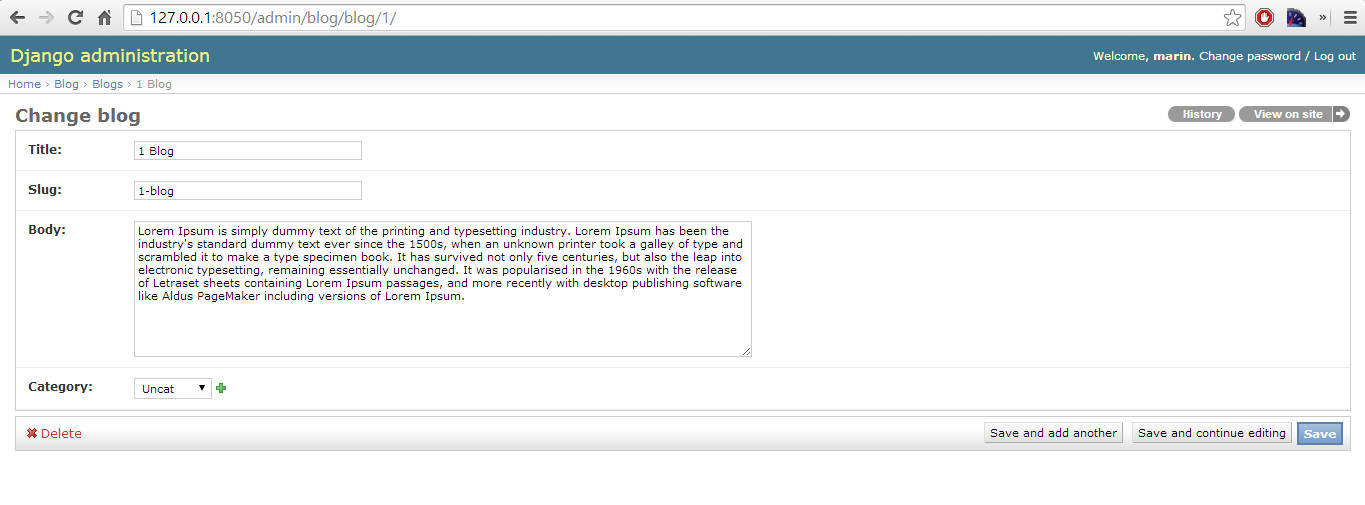 127.0.0.1:8050/admin/blog/blog/1/
»
Django administration
Welcome, marin. Change password / Log out
Home › Blog › Blogs › 1 Blog
Change blog
History
View on site
Title:
1 Blog
Slug:
1-blog
Body:
Lorem Ipsum is simply dummy text of the printing and typesetting industry. Lorem Ipsum has been the
industry's standard dummy text ever since the 1500s, when an unknown printer took a galley of type and
scrambled it to make a type specimen book. It has survived not only five centuries, but also the leap into
electronic typesetting, remaining essentially unchanged. It was popularised in the 1960s with the release
of Letraset sheets containing Lorem Ipsum passages, and more recently with desktop publishing software
like Aldus PageMaker including versions of Lorem Ipsum.
Category:
Uncat
Delete
Save and add another
Save and continue editing
Save